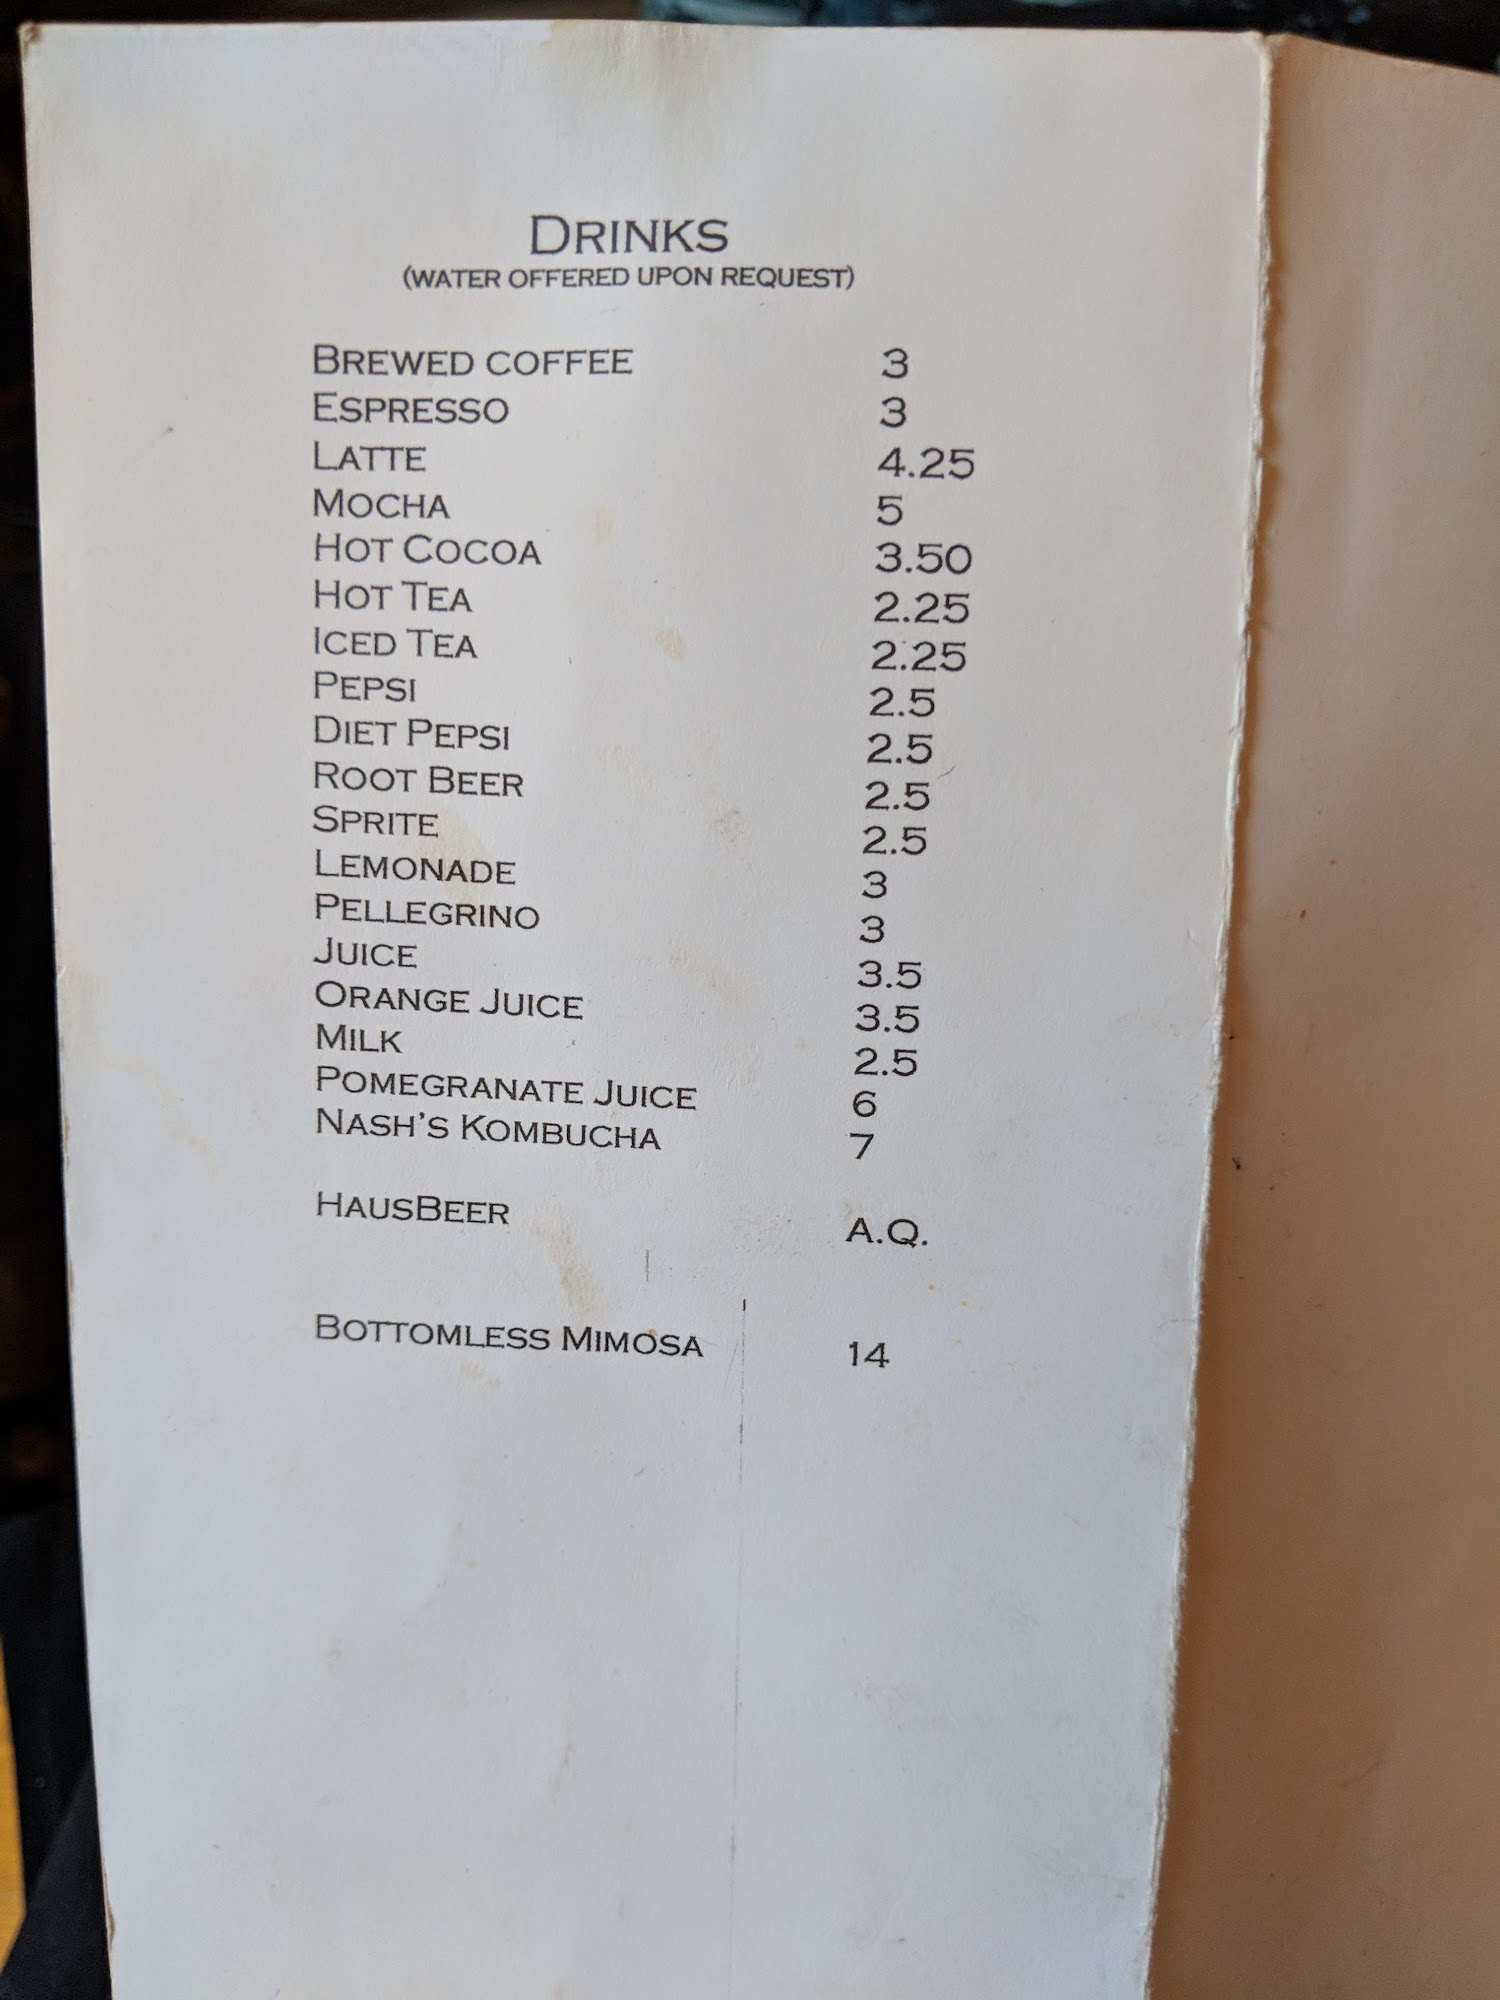 Drinks
(water offered upon request)
Brewed coffee 3
Espresso 3
Latte 4.25
Mocha 5
Hot Cocoa 3.50
Hot Tea 2.25
Iced Tea 2.25
Pepsi 2.5
Diet Pepsi 2.5
Root Beer 2.5
Sprite 2.5
Lemonade 3
Pellegrino 3
Juice 3.5
Orange Juice 3.5
Milk 2.5
Pomegranate Juice 6
Nash's Kombucha 7
HausBeer A.Q.
Bottomless Mimosa 14